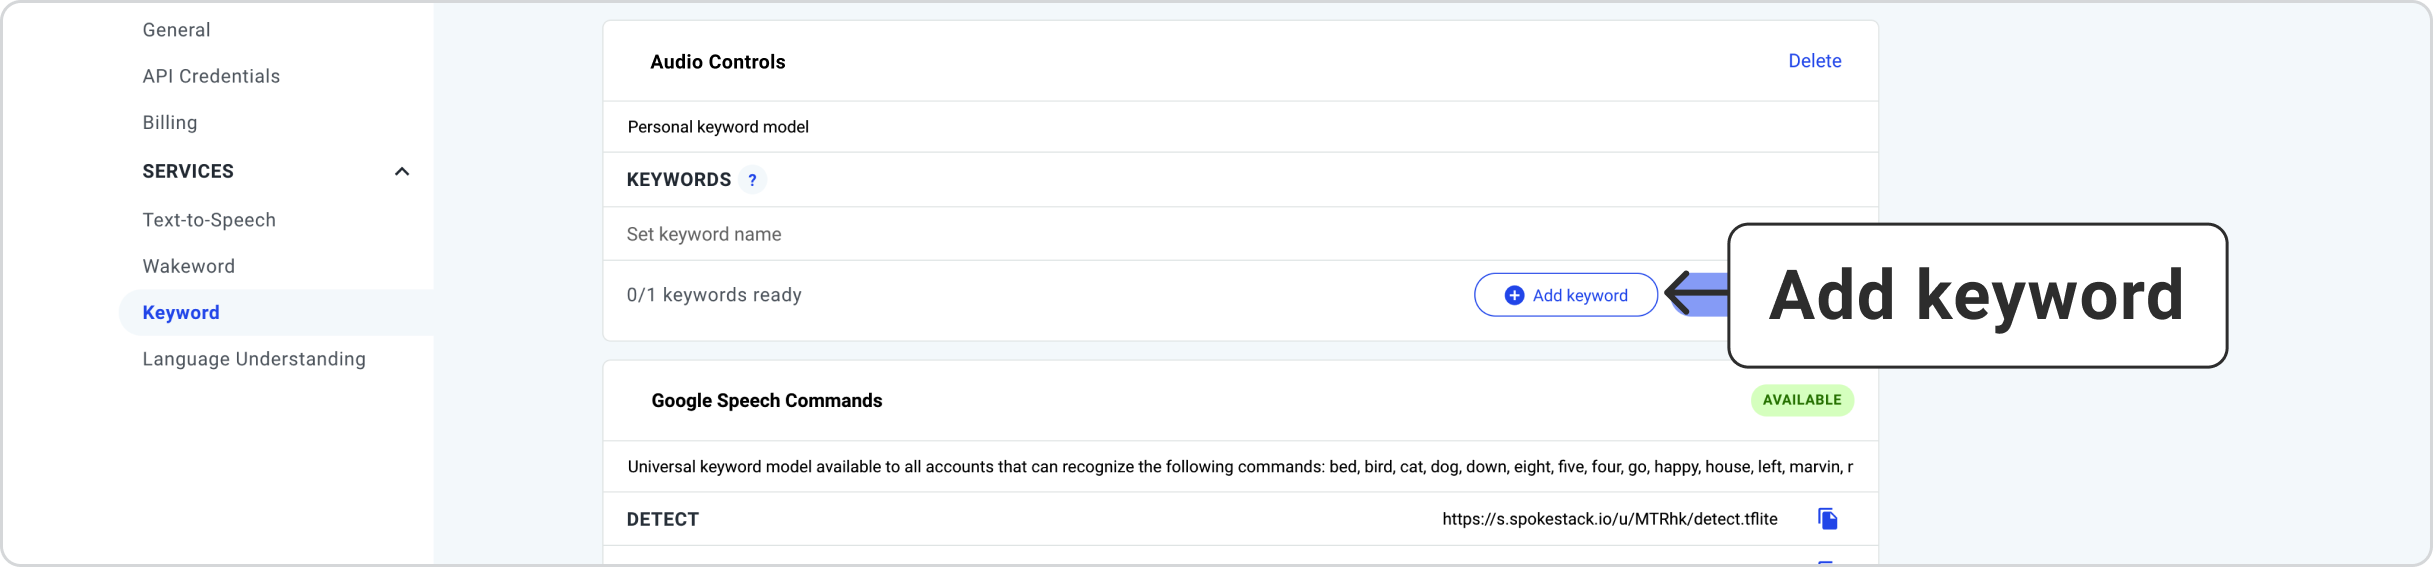 General
API Credentials
Billing
SERVICES
Text-to-Speech
Wakeword
Keyword
Language Understanding
Audio Controls
Delete
Personal keyword model
KEYWORDS ?
Set keyword name
0/1 keywords ready
Add keyword
Add keyword
Google Speech Commands
AVAILABLE
Universal keyword model available to all accounts that can recognize the following commands: bed, bird, cat, dog, down, eight, five, four, go, happy, house, left, marvin, r
DETECT
https://s.spokestack.io/u/MTRhk/detect.tflite